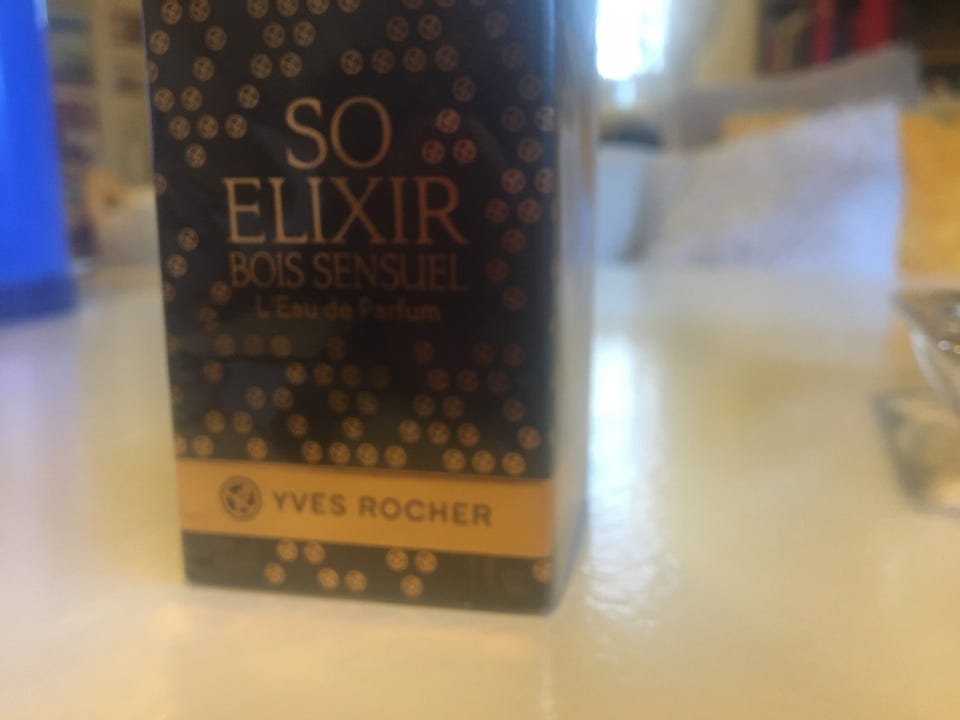 SO
ELIXIR
BOIS SENSUEL
L'Eau de Parfum
YVES ROCHER